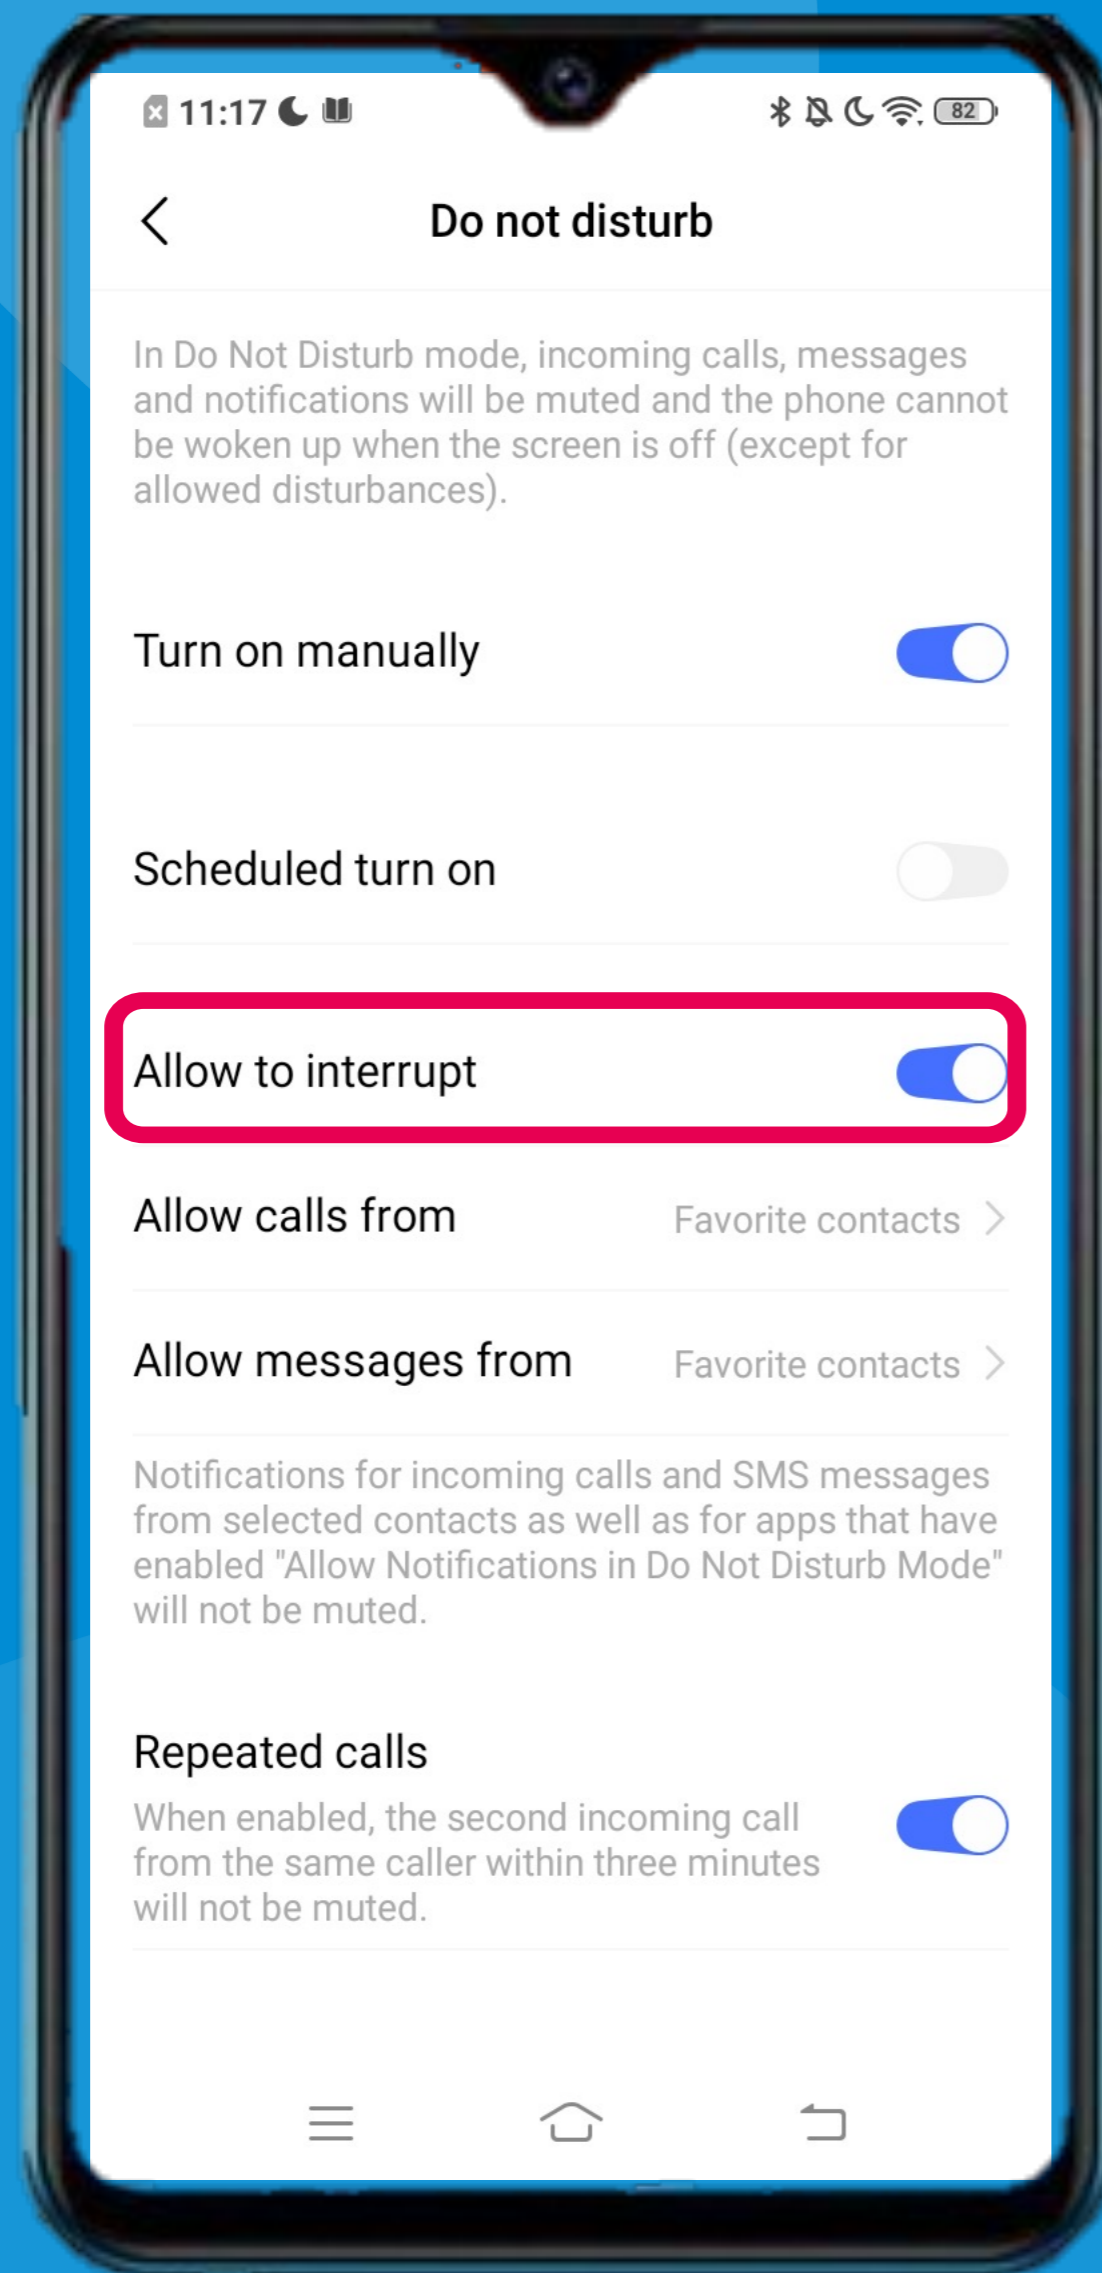 11:17
82
Do not disturb
In Do Not Disturb mode, incoming calls, messages
and notifications will be muted and the phone cannot
be woken up when the screen is off (except for
allowed disturbances).
Turn on manually
Scheduled turn on
Allow to interrupt
Allow calls from Favorite contacts
Allow messages from Favorite contacts
Notifications for incoming calls and SMS messages
from selected contacts as well as for apps that have
enabled "Allow Notifications in Do Not Disturb Mode"
will not be muted.
Repeated calls
When enabled, the second incoming call
from the same caller within three minutes
will not be muted.